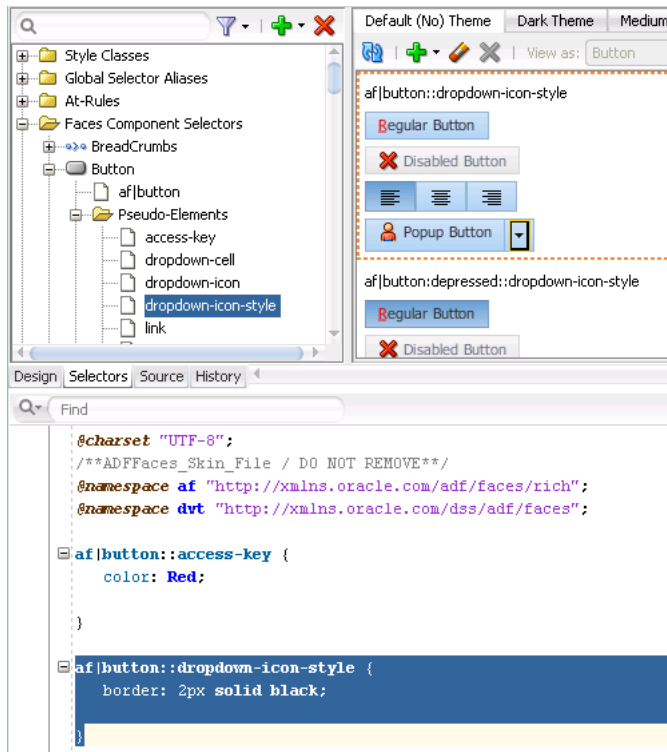 Style Classes
Global Selector Aliases
At-Rules
Faces Component Selectors
BreadCrumbs
Button
af|button
Pseudo-Elements
access-key
dropdown-cell
dropdown-icon
dropdown-icon-style
link
Default (No) Theme Dark Theme Medium
View as: Button
af|button::dropdown-icon-style
Regular Button
Disabled Button
Popup Button
af|button:depressed::dropdown-icon-style
Regular Button
Disabled Button
Design Selectors Source History
Find
@charset "UTF-8";
/**ADFFaces_Skin_File / DO NOT REMOVE**/
@namespace af "http://xmlns.oracle.com/adf/faces/rich";
@namespace dvt "http://xmlns.oracle.com/dss/adf/faces";
af|button::access-key {
color: Red;
}
af|button::dropdown-icon-style {
border: 2px solid black;
}